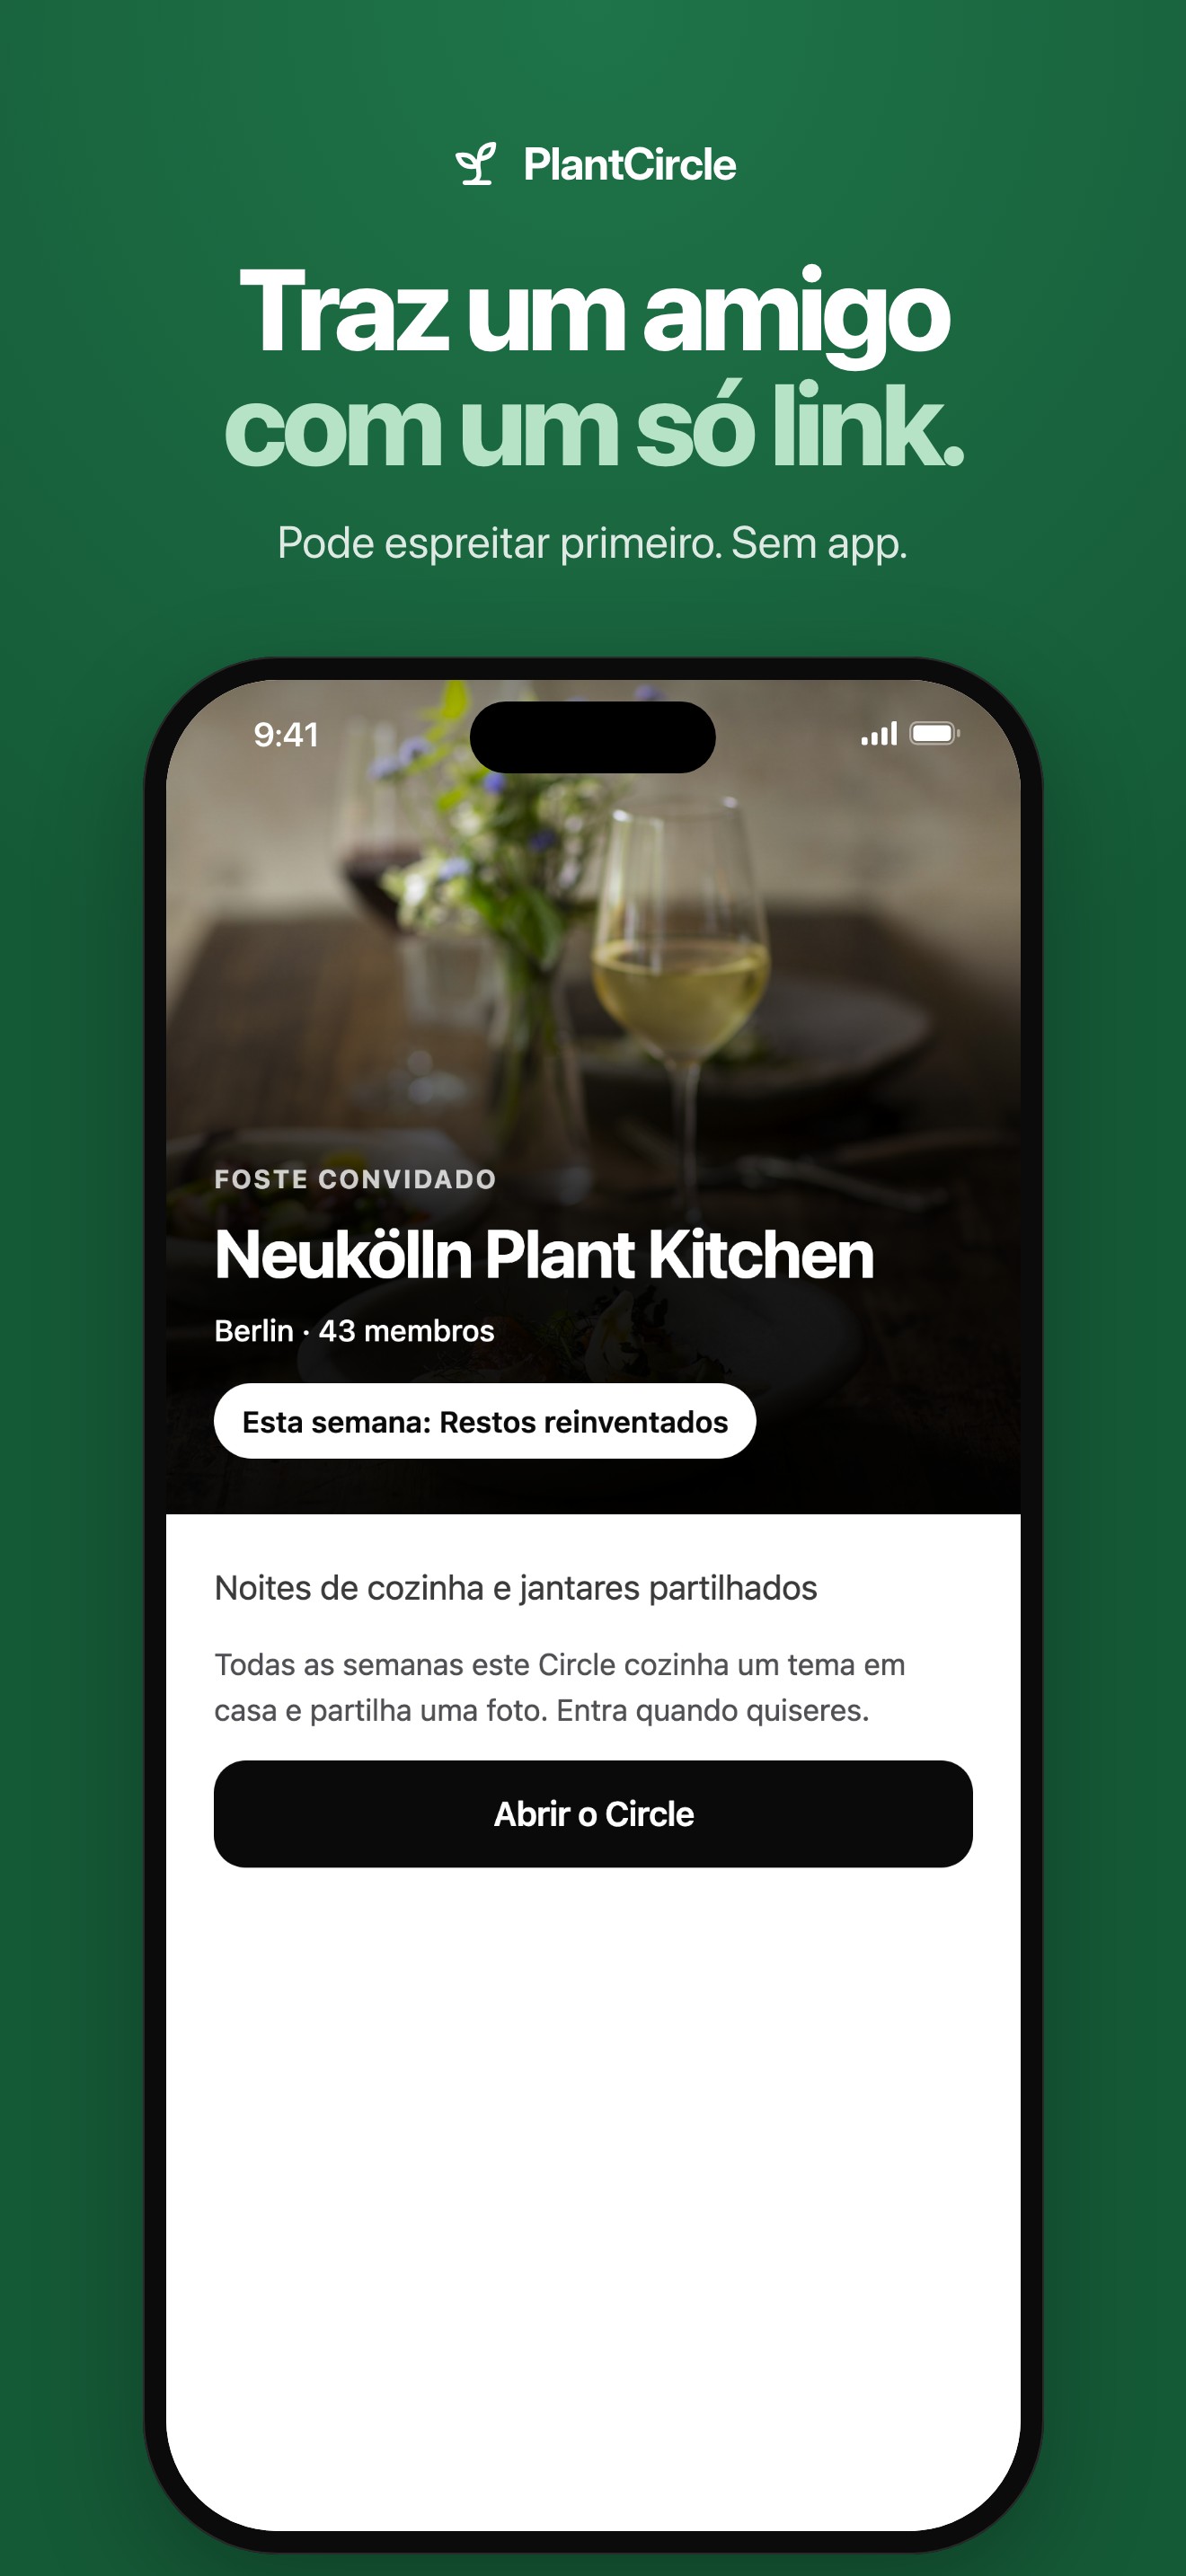 PlantCircle
Traz um amigo
com um só link.
Pode espreitar primeiro. Sem app.
9:41
FOSTE CONVIDADO
Neukölln Plant Kitchen
Berlin · 43 membros
Esta semana: Restos reinventados
Noites de cozinha e jantares partilhados
Todas as semanas este Circle cozinha um tema em
casa e partilha uma foto. Entra quando quiseres.
Abrir o Circle